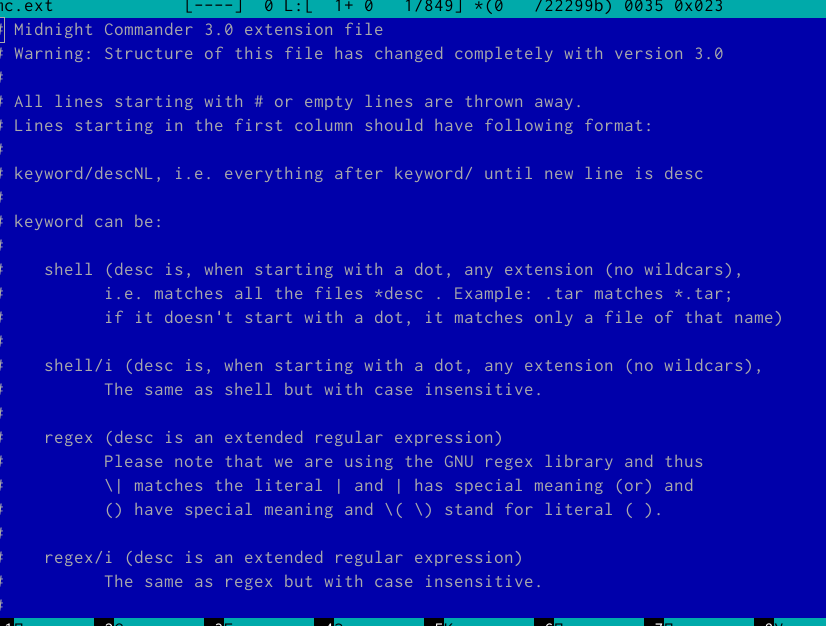 nc.ext [----] 0 L:[ 1+ 0 1/849] *(0 /22299b) 0035 0x023
# Midnight Commander 3.0 extension file
# Warning: Structure of this file has changed completely with version 3.0
#
# All lines starting with # or empty lines are thrown away.
# Lines starting in the first column should have following format:
#
# keyword/descNL, i.e. everything after keyword/ until new line is desc
#
# keyword can be:
#
# shell (desc is, when starting with a dot, any extension (no wildcars),
# i.e. matches all the files *desc . Example: .tar matches *.tar;
# if it doesn't start with a dot, it matches only a file of that name)
#
# shell/i (desc is, when starting with a dot, any extension (no wildcars),
# The same as shell but with case insensitive.
#
# regex (desc is an extended regular expression)
# Please note that we are using the GNU regex library and thus
# \| matches the literal | and | has special meaning (or) and
# () have special meaning and \( \) stand for literal ( ).
#
# regex/i (desc is an extended regular expression)
# The same as regex but with case insensitive.
#